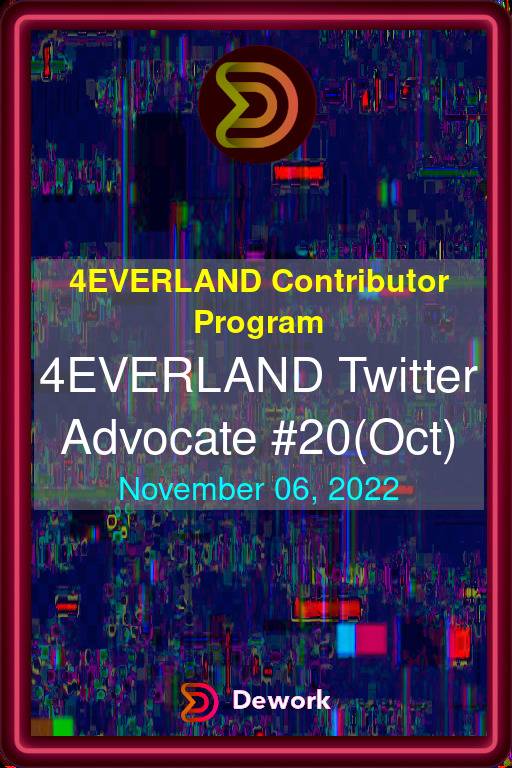 4EVERLAND Contributor
Program
4EVERLAND Twitter
Advocate #20(Oct)
November 06, 2022
Dework